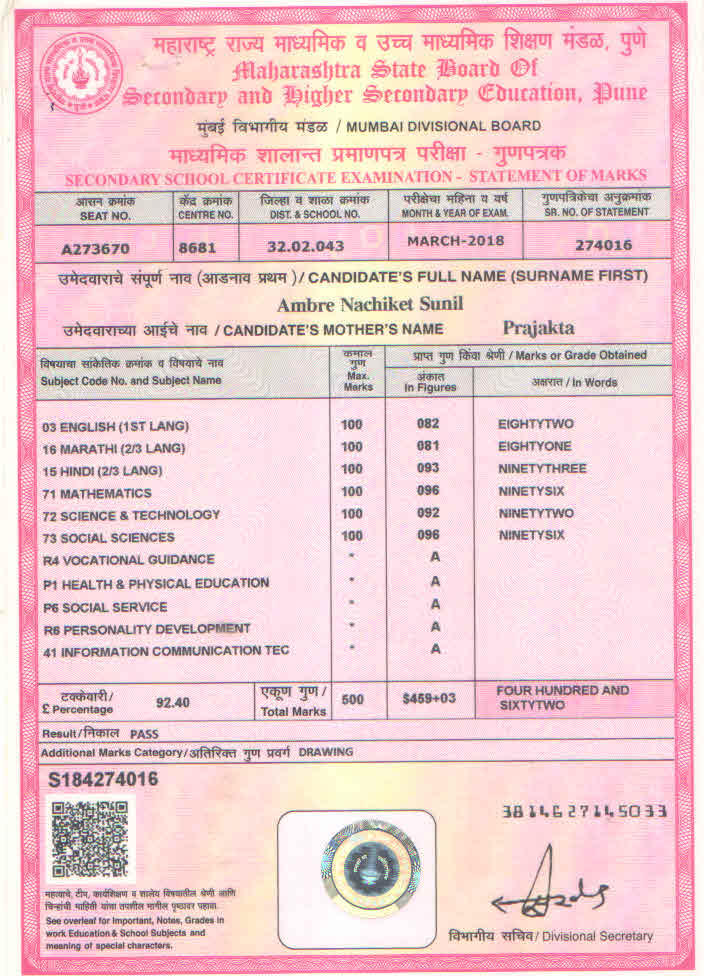 महाराष्ट्र राज्य माध्यमिक व उच्च माध्यमिक शिक्षण मंडळ, पुणे
Maharashtra State Board Of
Secondary and Higher Secondary Education, Pune
मुंबई विभागीय मंडळ / MUMBAI DIVISIONAL BOARD
माध्यमिक शालान्त प्रमाणपत्र परीक्षा - गुणपत्रक
SECONDARY SCHOOL CERTIFICATE EXAMINATION - STATEMENT OF MARKS
आसन क्रमांक केंद्र क्रमांक जिल्हा व शाळा क्रमांक परीक्षेचा महिना व वर्ष गुणपत्रिकेचा अनुक्रमांक
SEAT NO. CENTRE NO. DIST. & SCHOOL NO. MONTH & YEAR OF EXAM. SR. NO. OF STATEMENT
A273670 8681 32.02.043 MARCH-2018 274016
उमेदवाराचे संपूर्ण नाव (आडनाव प्रथम ) / CANDIDATE'S FULL NAME (SURNAME FIRST)
Ambre Nachiket Sunil
उमेदवाराच्या आईचे नाव / CANDIDATE'S MOTHER'S NAME Prajakta
विषयाचा सांकेतिक क्रमांक व विषयाचे नाव
Subject Code No. and Subject Name
कमाल
गुण
Max.
Marks
प्राप्त गुण किंवा श्रेणी / Marks or Grade Obtained
अंकात
In Figures
अक्षरात / In Words
03 ENGLISH (1ST LANG) 100 082 EIGHTYTWO
16 MARATHI (2/3 LANG) 100 081 EIGHTYONE
15 HINDI (2/3 LANG) 100 093 NINETYTHREE
71 MATHEMATICS 100 096 NINETYSIX
72 SCIENCE & TECHNOLOGY 100 092 NINETYTWO
73 SOCIAL SCIENCES 100 096 NINETYSIX
R4 VOCATIONAL GUIDANCE * A
P1 HEALTH & PHYSICAL EDUCATION * A
P6 SOCIAL SERVICE * A
R6 PERSONALITY DEVELOPMENT * A
41 INFORMATION COMMUNICATION TEC * A
टक्केवारी /
£ Percentage
92.40
एकूण गुण /
Total Marks
500 $459+03
FOUR HUNDRED AND
SIXTYTWO
Result/निकाल PASS
Additional Marks Category/अतिरिक्त गुण प्रवर्ग DRAWING
S184274016
3814627145033
महत्वाचे, टीप, कार्यशिक्षण व शालेय विषयातील श्रेणी आणि
चिन्हांची माहिती यांचा तपशील मागील पृष्ठावर पहावा.
See overleaf for Important, Notes, Grades in
work Education & School Subjects and
meaning of special characters.
विभागीय सचिव/ Divisional Secretary